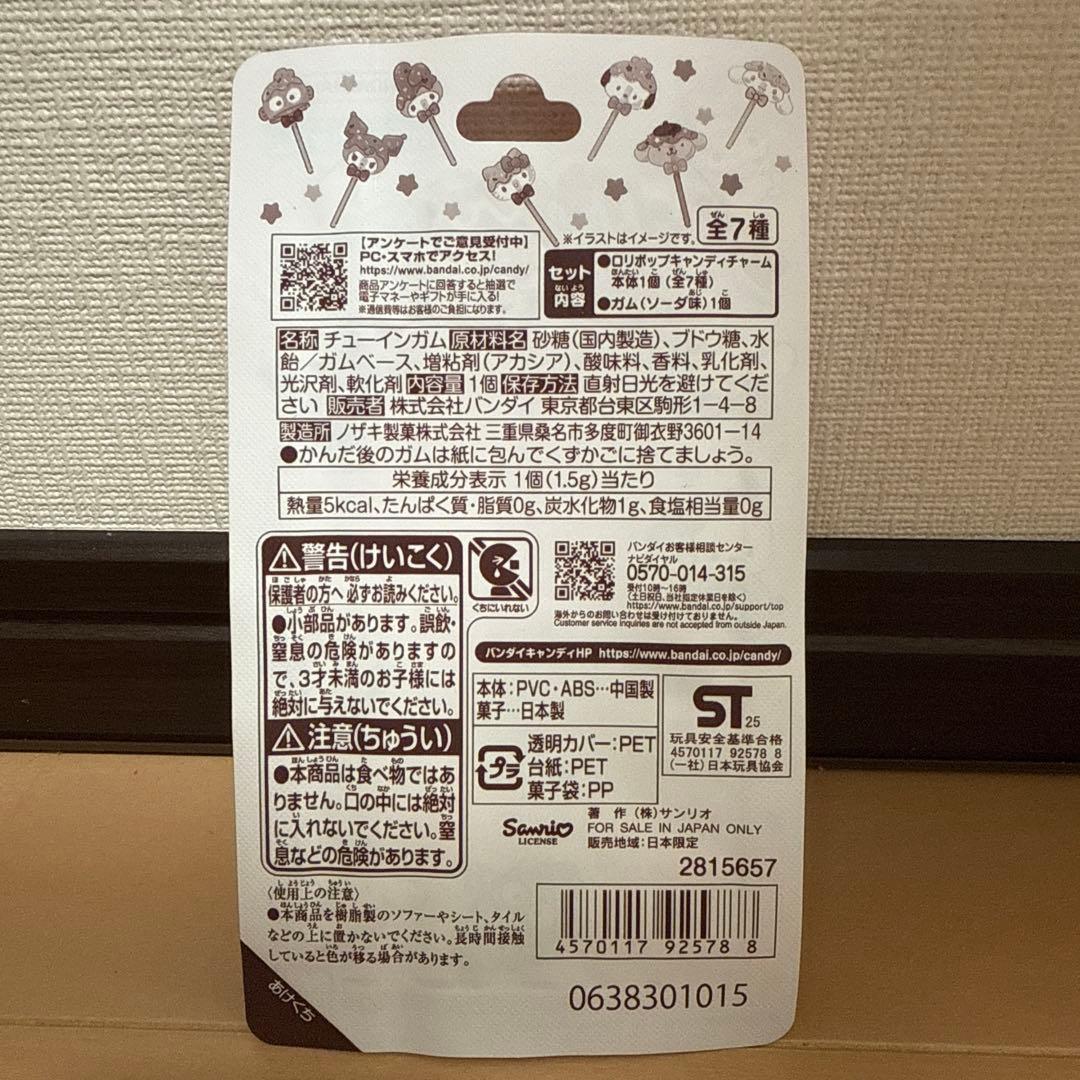 ※イラストはイメージです。
全7種
【アンケートでご意見受付中】
PC・スマホでアクセス!
https://www.bandai.co.jp/candy/
商品アンケートに回答すると抽選で
電子マネーやギフトが手に入る!
※通信費等はお客様のご負担になります。
セット内容
●ロリポップキャンディチャーム
本体1個(全7種)
●ガム(ソーダ味)1個
名称 チューインガム 原材料名 砂糖(国内製造)、ブドウ糖、水
飴/ガムベース、増粘剤(アカシア)、酸味料、香料、乳化剤、
光沢剤、軟化剤 内容量 1個 保存方法 直射日光を避けてくだ
さい 販売者 株式会社バンダイ 東京都台東区駒形1-4-8
製造所 ノザキ製菓株式会社 三重県桑名市多度町御衣野3601-14
●かんだ後のガムは紙に包んでくずかごに捨てましょう。
栄養成分表示 1個(1.5g)当たり
熱量5kcal、たんぱく質・脂質0g、炭水化物1g、食塩相当量0g
⚠警告(けいこく)
保護者の方へ 必ずお読みください。
●小部品があります。誤飲・
窒息の危険がありますの
で、3才未満のお子様には
絶対に与えないでください。
⚠注意(ちゅうい)
●本商品は食べ物ではあ
りません。口の中には絶対
に入れないでください。窒
息などの危険があります。
くちにいれない
バンダイお客様相談センター
ナビダイヤル
0570-014-315
受付10時〜16時
(土日祝日、当社指定休業日を除く)
https://www.bandai.co.jp/support/top
海外からのお問い合わせは受け付けておりません。
Customer service inquiries are not accepted from outside Japan.
バンダイキャンディHP https://www.bandai.co.jp/candy/
本体:PVC・ABS…中国製
菓子…日本製
プラ
透明カバー:PET
台紙:PET
菓子袋:PP
ST 25
玩具安全基準合格
4570117 92578 8
(一社)日本玩具協会
Sanrio
LICENSE
著 作 (株)サンリオ
FOR SALE IN JAPAN ONLY
販売地域:日本限定
2815657
〈使用上の注意〉
●本商品を樹脂製のソファーやシート、タイル
などの上に置かないでください。長時間接触
していると色が移る場合があります。
4570117 92578 8
0638301015
あけくち